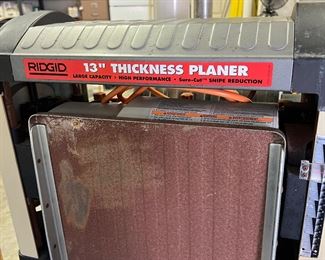 RIDGID 13" THICKNESS PLANER
LARGE CAPACITY • HIGH PERFORMANCE • Sure-Cut™ SNIPE REDUCTION